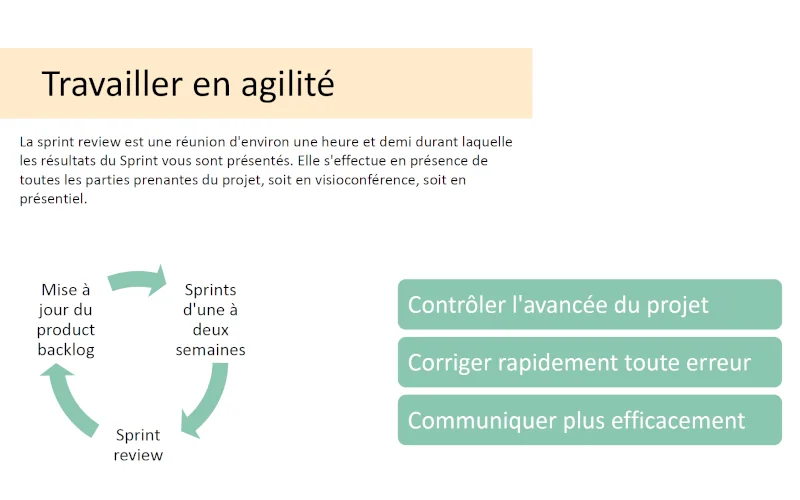 Travailler en agilité
La sprint review est une réunion d'environ une heure et demi durant laquelle
les résultats du Sprint vous sont présentés. Elle s'effectue en présence de
toutes les parties prenantes du projet, soit en visioconférence, soit en
présentiel.
Mise à
jour du
product
backlog
Sprints
d'une à
deux
semaines
Sprint
review
Contrôler l'avancée du projet
Corriger rapidement toute erreur
Communiquer plus efficacement